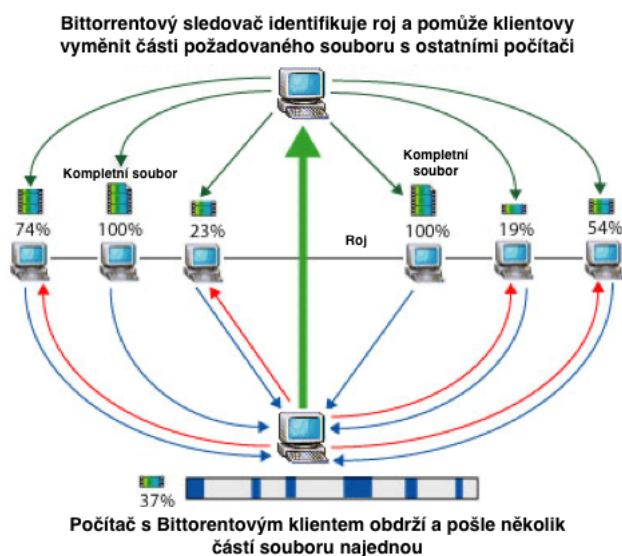 Bittorrentový sledovač identifikuje roj a pomůže klientovy
vyměnit části požadovaného souboru s ostatními počítači
Kompletní soubor
Kompletní
soubor
74%
100%
23%
100%
19%
54%
Roj
37%
Počítač s Bittorentovým klientem obdrží a pošle několik
částí souboru najednou